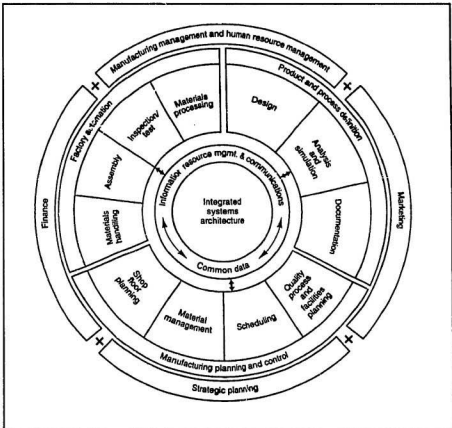 Manufacturing management and human resource management
Factory automation
Product and process definition
Materials
processing
Design
Inspection/
test
Analysis
and
simulation
Assembly
Information resource mgmt. & communications
Integrated
systems
architecture
Finance
Marketing
Materials
handling
Documentation
Common data
Shop
floor
planning
Material
management
Scheduling
Quality
process
and
facilities
planning
Manufacturing planning and control
Strategic planning